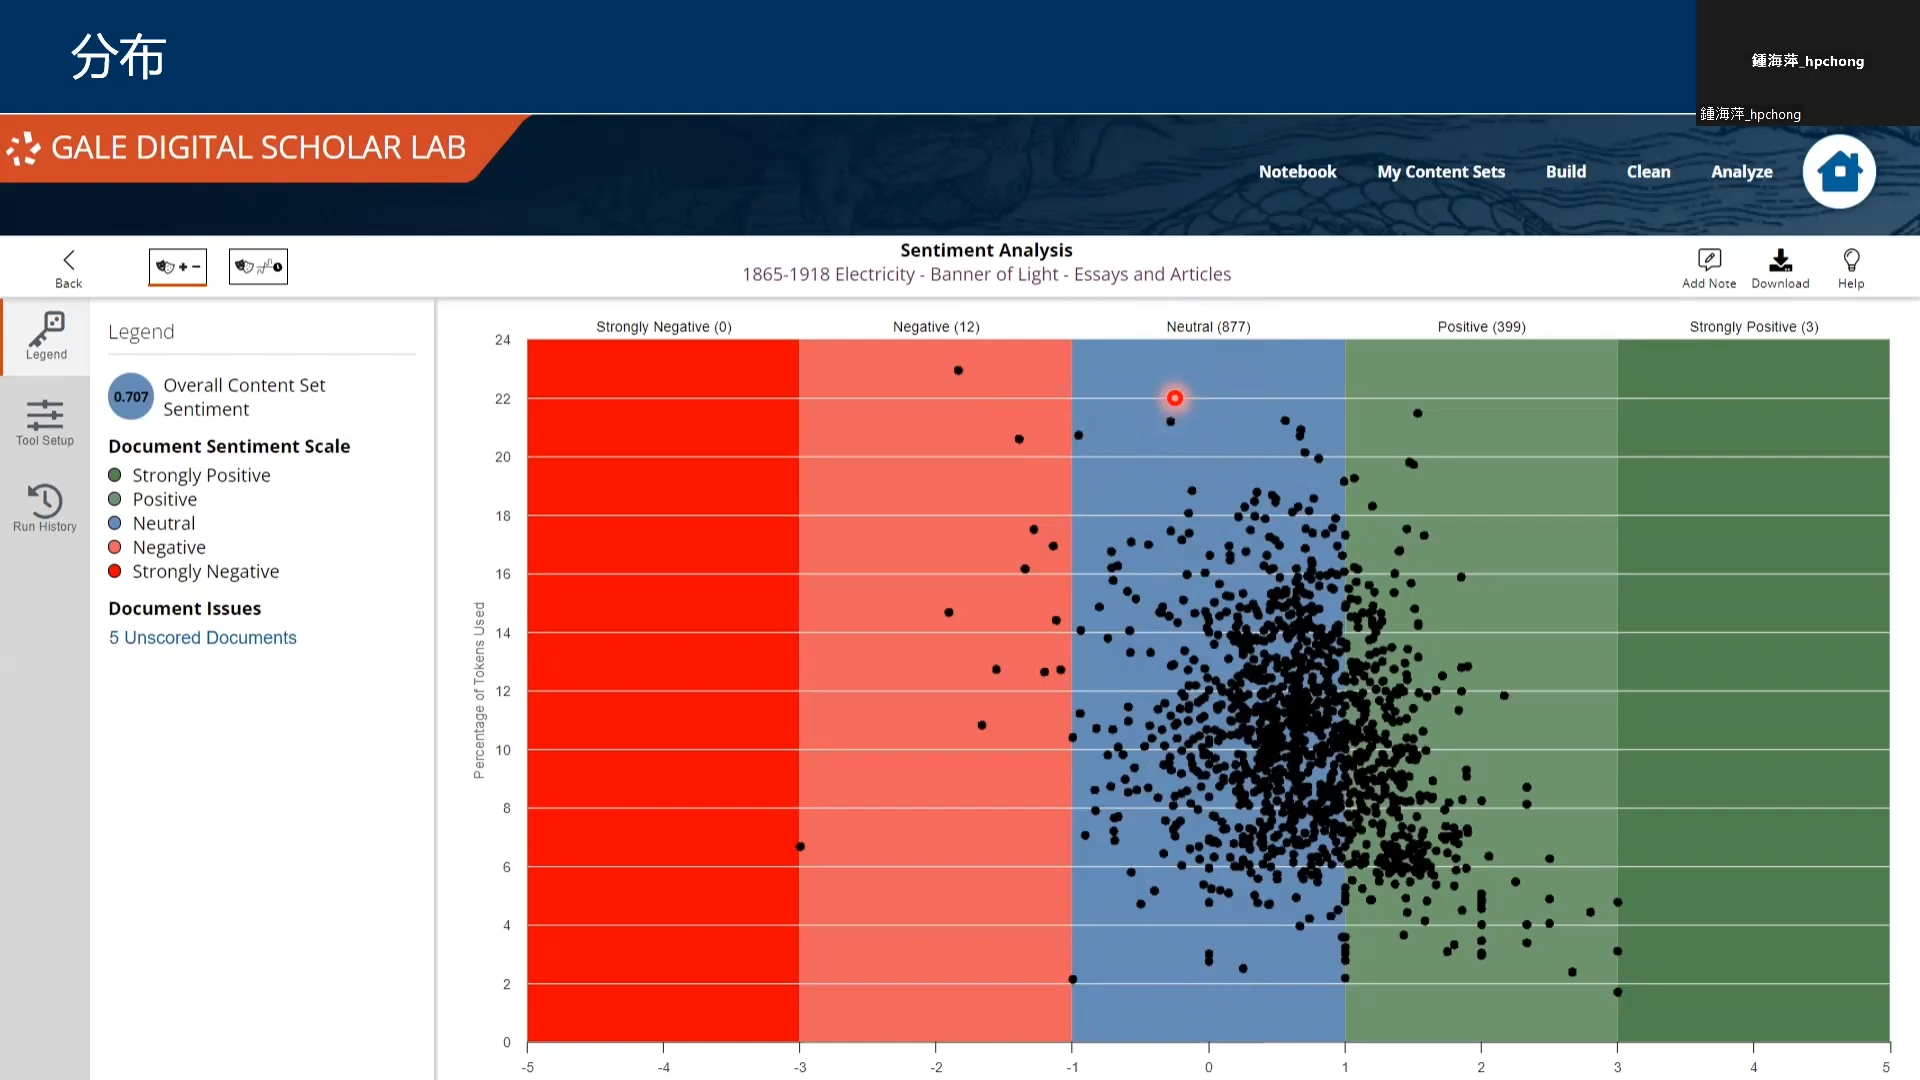 分布
鍾海萍_hpchong
鍾海萍_hpchong
GALE DIGITAL SCHOLAR LAB
Notebook
My Content Sets
Build
Clean
Analyze
Back
Sentiment Analysis
1865-1918 Electricity - Banner of Light - Essays and Articles
Add Note
Download
Help
Legend
Tool Setup
Run History
Legend
0.707
Overall Content Set
Sentiment
Document Sentiment Scale
Strongly Positive
Positive
Neutral
Negative
Strongly Negative
Document Issues
5 Unscored Documents
Strongly Negative (0)
Negative (12)
Neutral (877)
Positive (399)
Strongly Positive (3)
Percentage of Tokens Used
24
22
20
18
16
14
12
10
8
6
4
2
0
-5
-4
-3
-2
-1
0
1
2
3
4
5